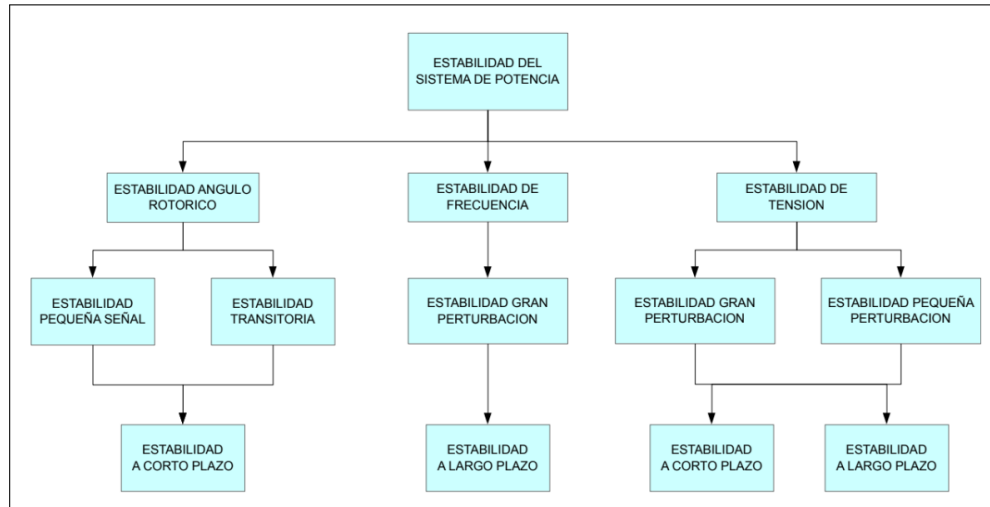 ESTABILIDAD DEL
SISTEMA DE POTENCIA
ESTABILIDAD ANGULO
ROTORICO
ESTABILIDAD DE
FRECUENCIA
ESTABILIDAD DE
TENSION
ESTABILIDAD
PEQUEÑA SEÑAL
ESTABILIDAD
TRANSITORIA
ESTABILIDAD GRAN
PERTURBACION
ESTABILIDAD GRAN
PERTURBACION
ESTABILIDAD PEQUEÑA
PERTURBACION
ESTABILIDAD
A CORTO PLAZO
ESTABILIDAD
A LARGO PLAZO
ESTABILIDAD
A CORTO PLAZO
ESTABILIDAD
A LARGO PLAZO